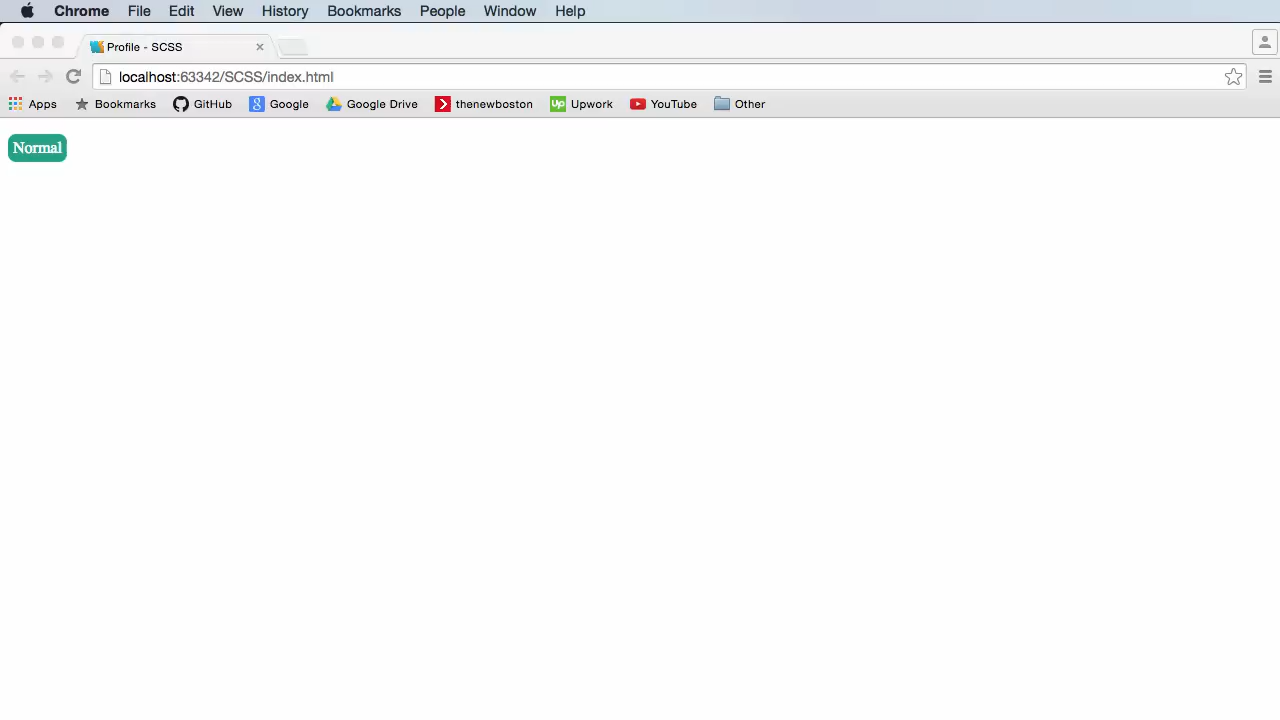 Chrome File Edit View History Bookmarks People Window Help
Profile - SCSS
localhost:63342/SCSS/index.html
Apps Bookmarks GitHub Google Google Drive thenewboston Up Upwork YouTube Other
Normal